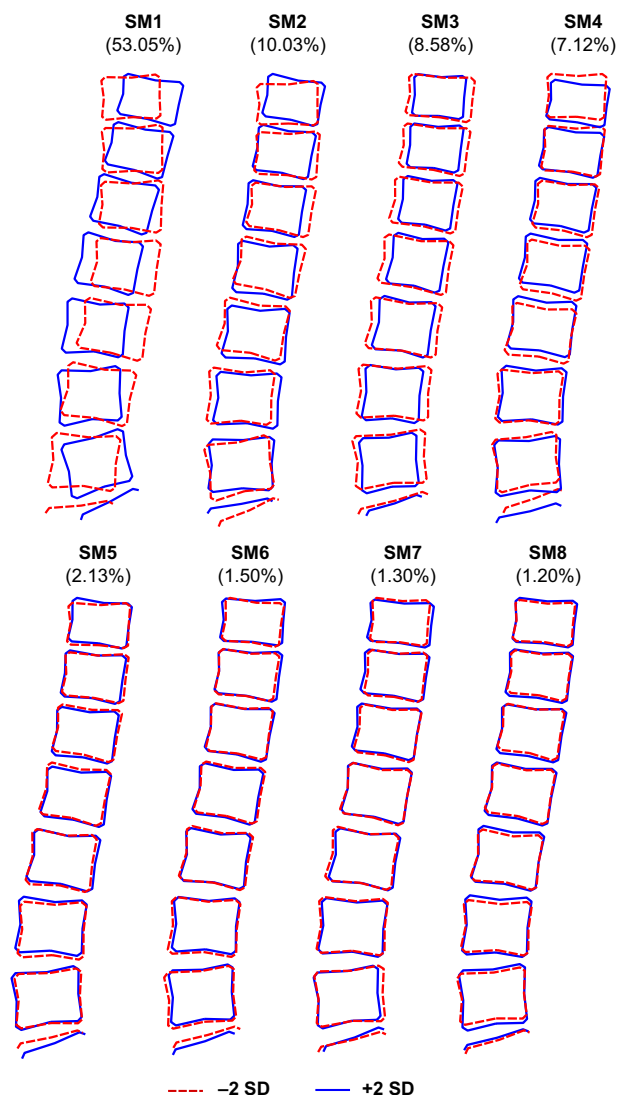 SM1 SM2 SM3 SM4
(53.05%) (10.03%) (8.58%) (7.12%)
SM5 SM6 SM7 SM8
(2.13%) (1.50%) (1.30%) (1.20%)
–2 SD +2 SD